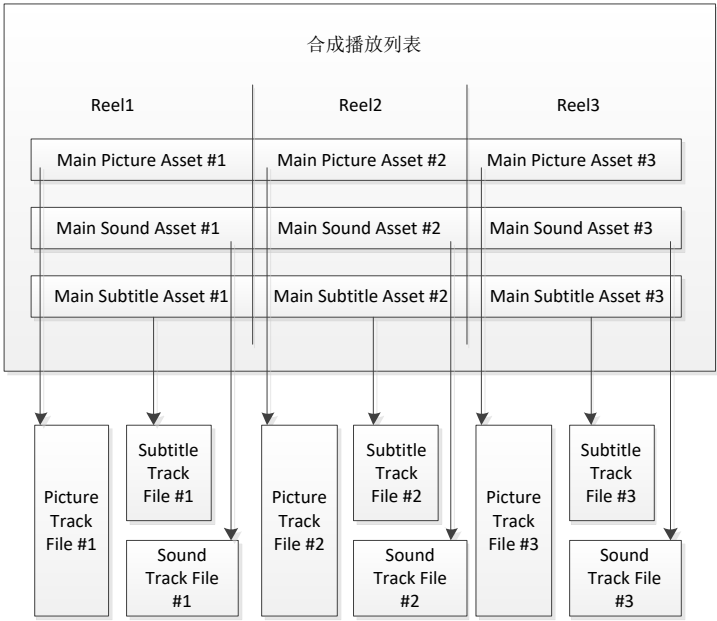 合成播放列表
Reel1
Reel2
Reel3
Main Picture Asset #1
Main Picture Asset #2
Main Picture Asset #3
Main Sound Asset #1
Main Sound Asset #2
Main Sound Asset #3
Main Subtitle Asset #1
Main Subtitle Asset #2
Main Subtitle Asset #3
Picture
Track
File #1
Subtitle
Track
File #1
Sound
Track File
#1
Picture
Track
File #2
Subtitle
Track
File #2
Sound
Track File
#2
Picture
Track
File #3
Subtitle
Track
File #3
Sound
Track File
#3